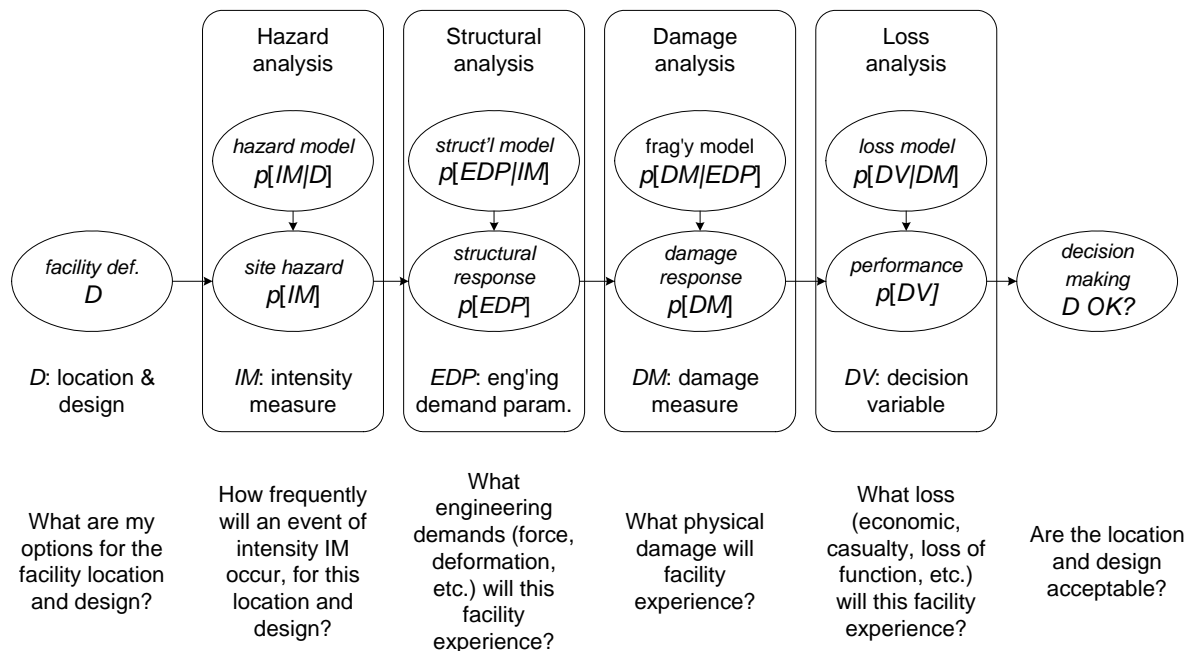 Hazard
analysis
Structural
analysis
Damage
analysis
Loss
analysis
hazard model
p[IM|D]
struct'l model
p[EDP|IM]
frag'y model
p[DM|EDP]
loss model
p[DV|DM]
facility def.
D
site hazard
p[IM]
structural
response
p[EDP]
damage
response
p[DM]
performance
p[DV]
decision
making
D OK?
D: location &
design
IM: intensity
measure
EDP: eng'ing
demand param.
DM: damage
measure
DV: decision
variable
What are my
options for the
facility location
and design?
How frequently
will an event of
intensity IM
occur, for this
location and
design?
What
engineering
demands (force,
deformation,
etc.) will this
facility
experience?
What physical
damage will
facility
experience?
What loss
(economic,
casualty, loss of
function, etc.)
will this facility
experience?
Are the location
and design
acceptable?